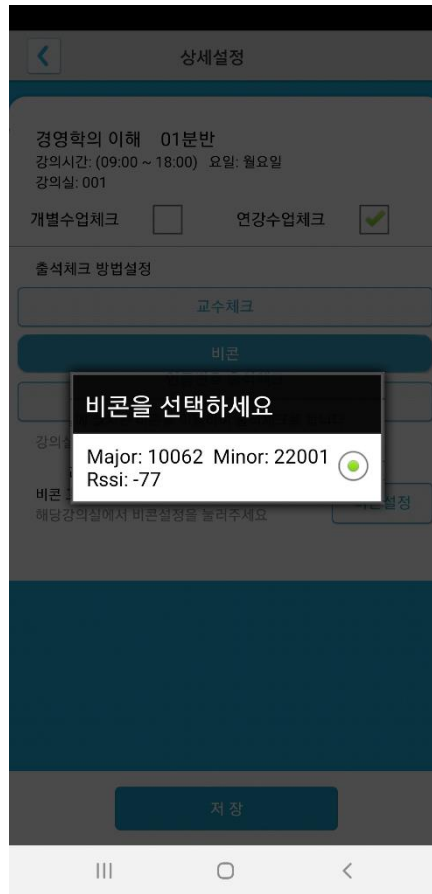 상세설정
경영학의 이해 01분반
강의시간: (09:00 ~ 18:00) 요일: 월요일
강의실: 001
개별수업체크 연강수업체크
출석체크 방법설정
교수체크
비콘
비콘을 선택하세요
Major: 10062 Minor: 22001
Rssi: -77
비콘
해당강의실에서 비콘설정을 눌러주세요
저장